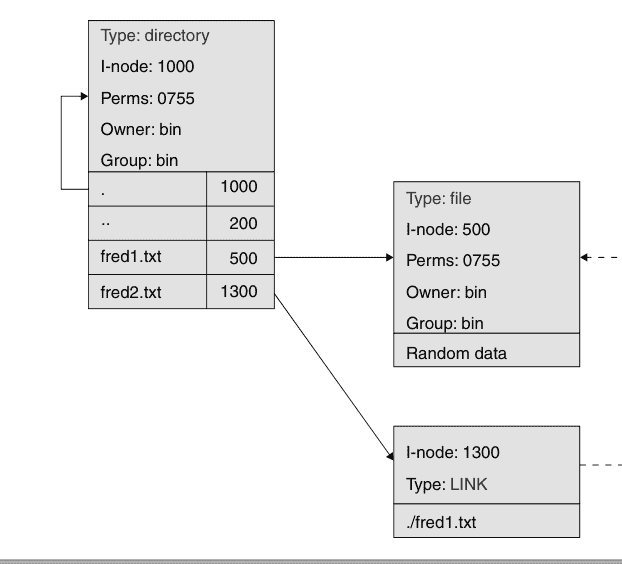 Type: directory
I-node: 1000
Perms: 0755
Owner: bin
Group: bin
. 1000
.. 200
fred1.txt 500
fred2.txt 1300
Type: file
I-node: 500
Perms: 0755
Owner: bin
Group: bin
Random data
I-node: 1300
Type: LINK
./fred1.txt